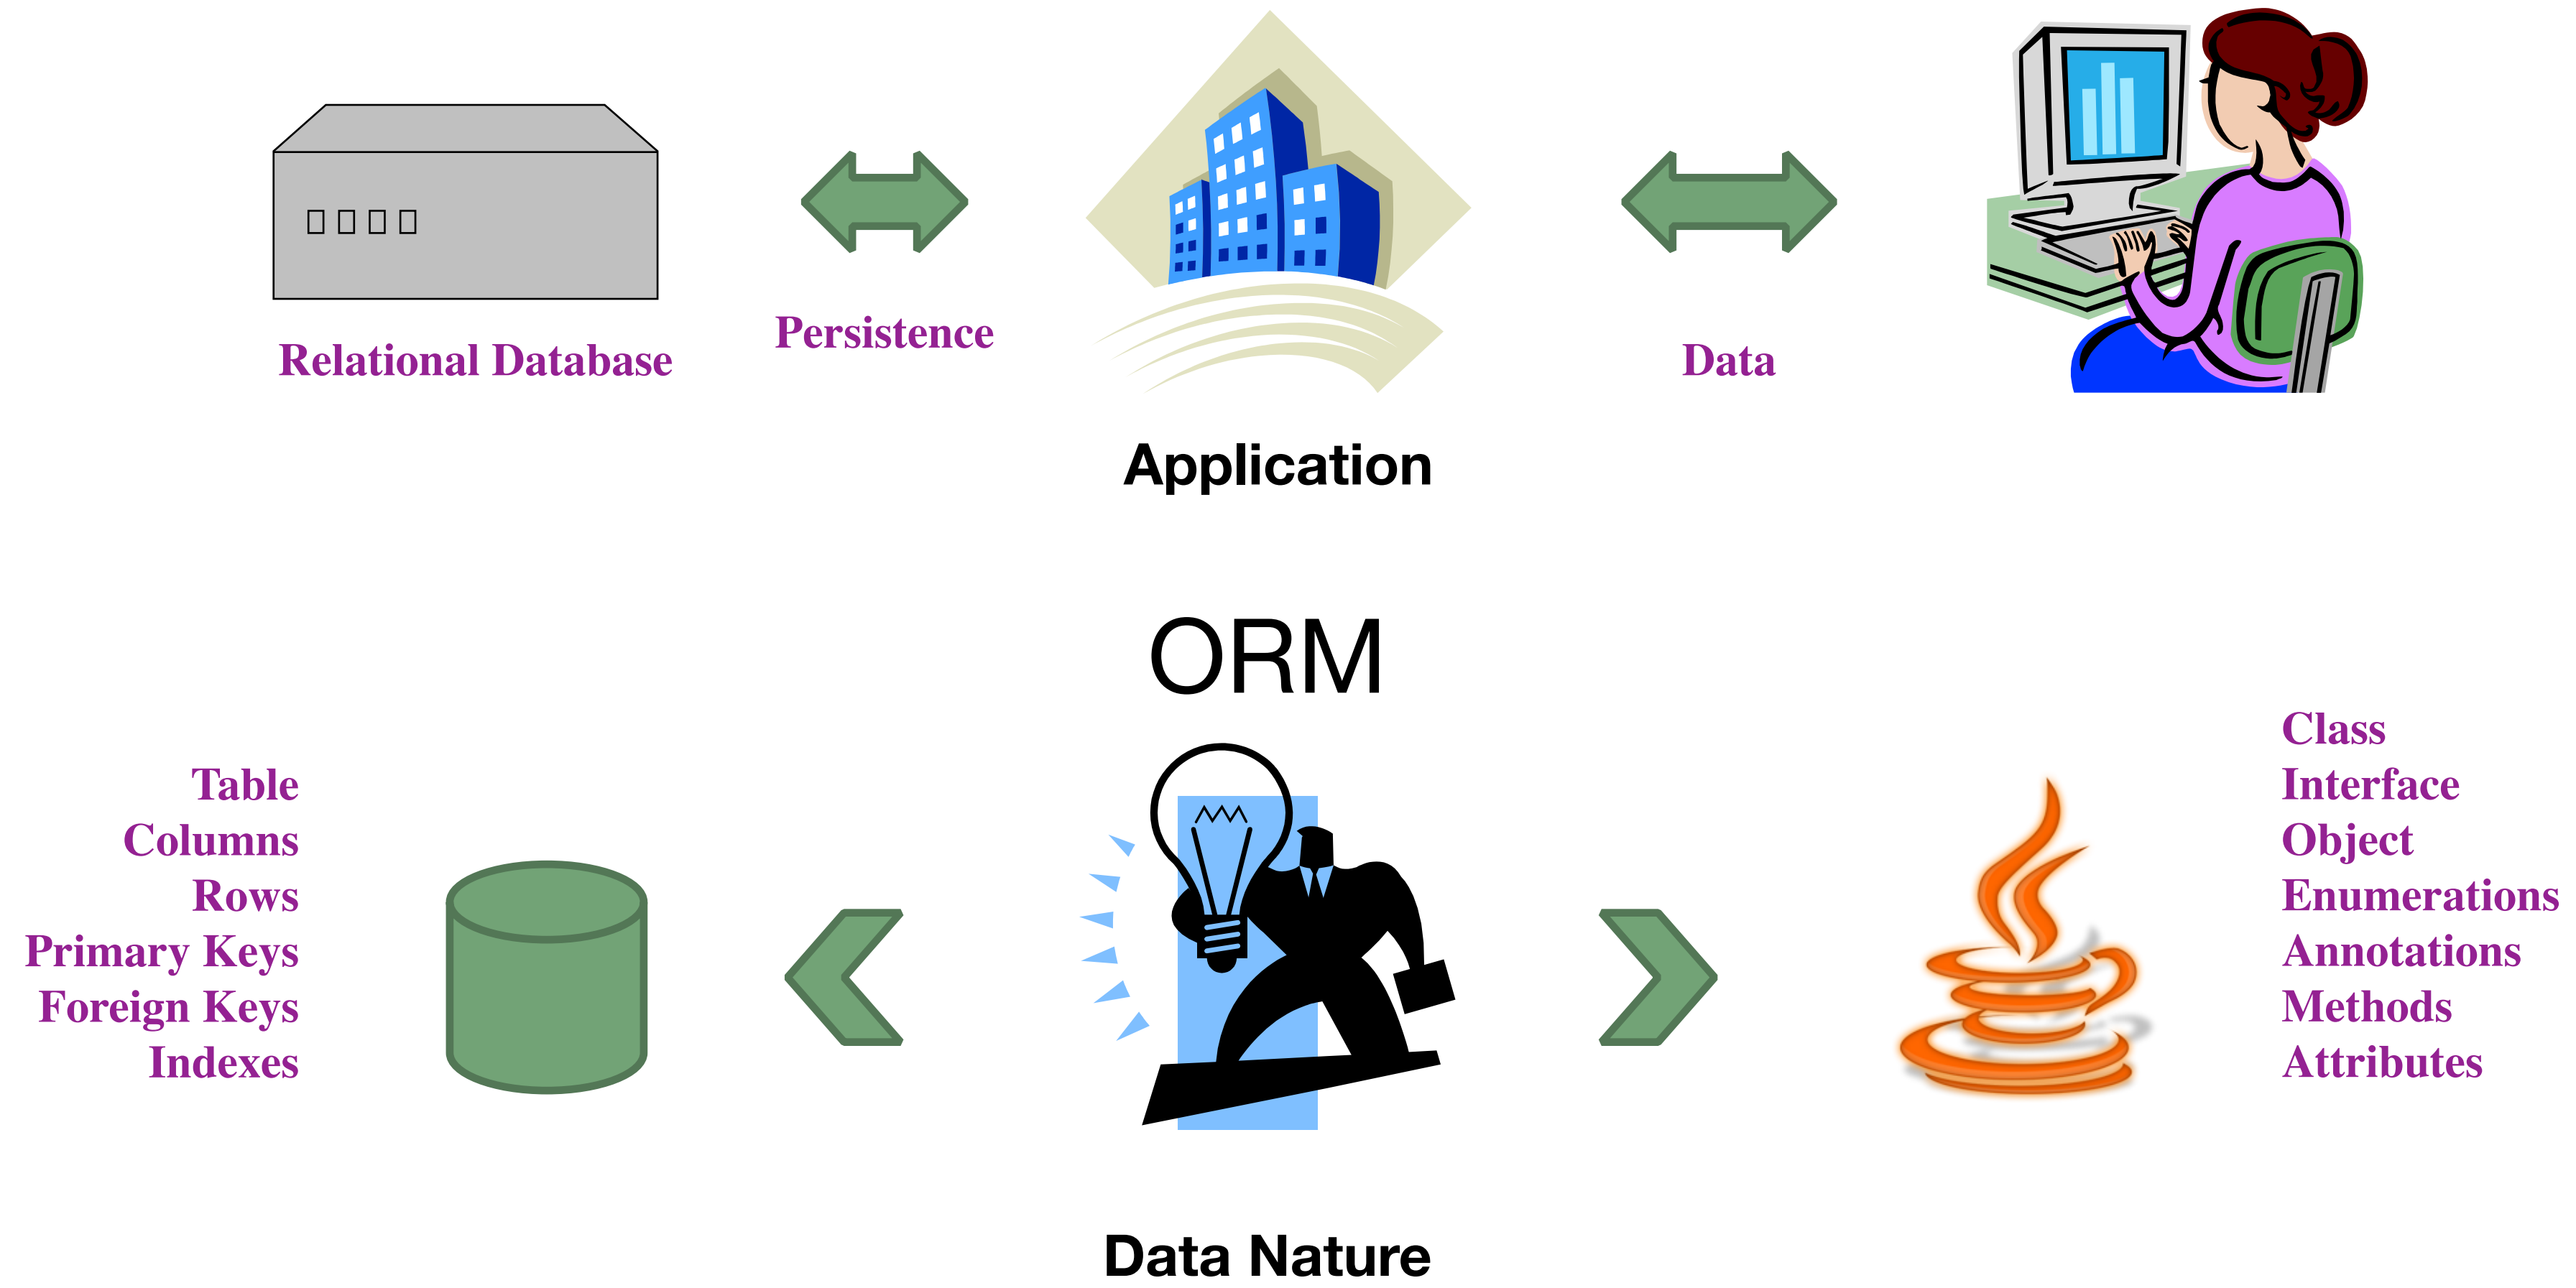 Relational Database
Persistence
Data
Application
ORM
Table
Columns
Rows
Primary Keys
Foreign Keys
Indexes
Class
Interface
Object
Enumerations
Annotations
Methods
Attributes
Data Nature